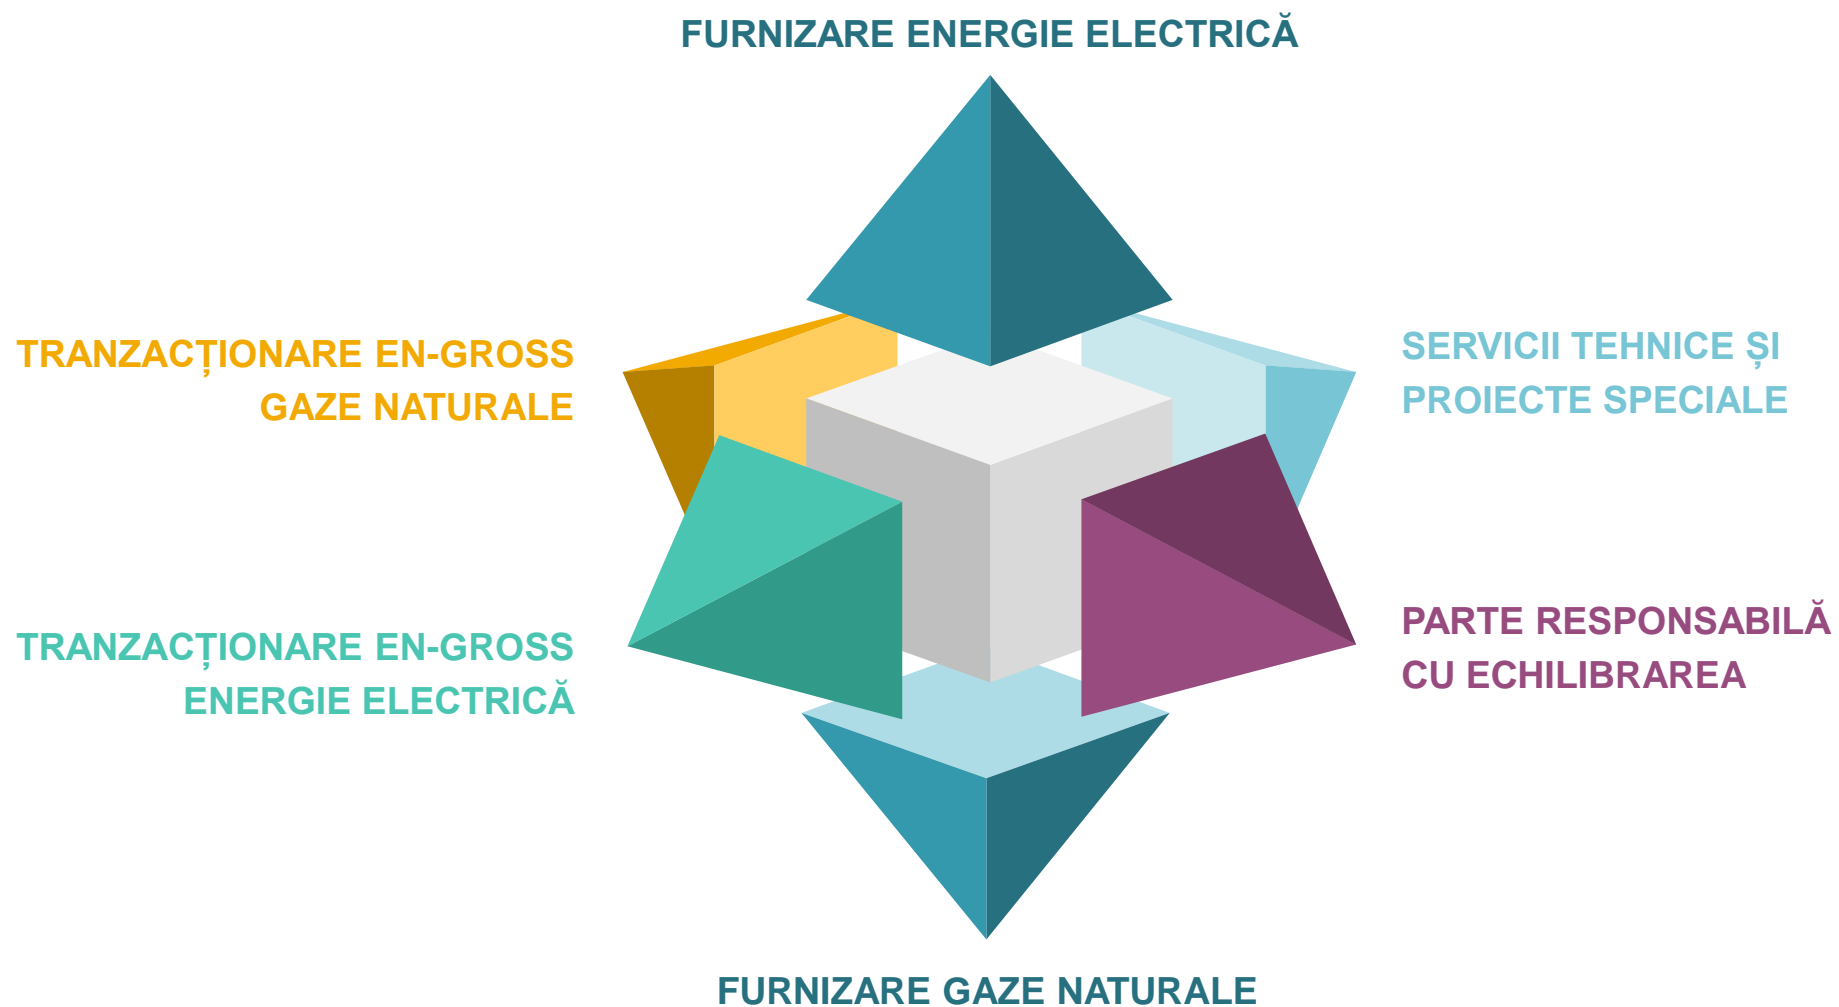 FURNIZARE ENERGIE ELECTRICĂ
TRANZACȚIONARE EN-GROSS
GAZE NATURALE
SERVICII TEHNICE ȘI
PROIECTE SPECIALE
TRANZACȚIONARE EN-GROSS
ENERGIE ELECTRICĂ
PARTE RESPONSABILĂ
CU ECHILIBRAREA
FURNIZARE GAZE NATURALE